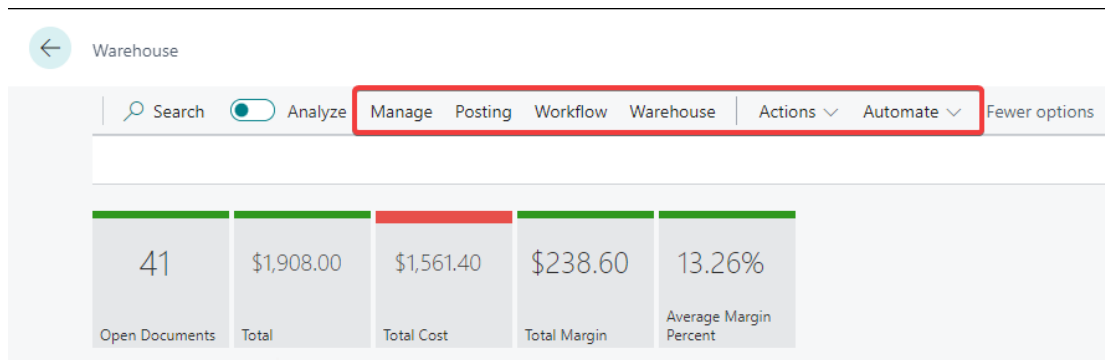 Warehouse
Search Analyze Manage Posting Workflow Warehouse Actions Automate Fewer options
41 $1,908.00 $1,561.40 $238.60 13.26%
Open Documents Total Total Cost Total Margin Average Margin
Percent